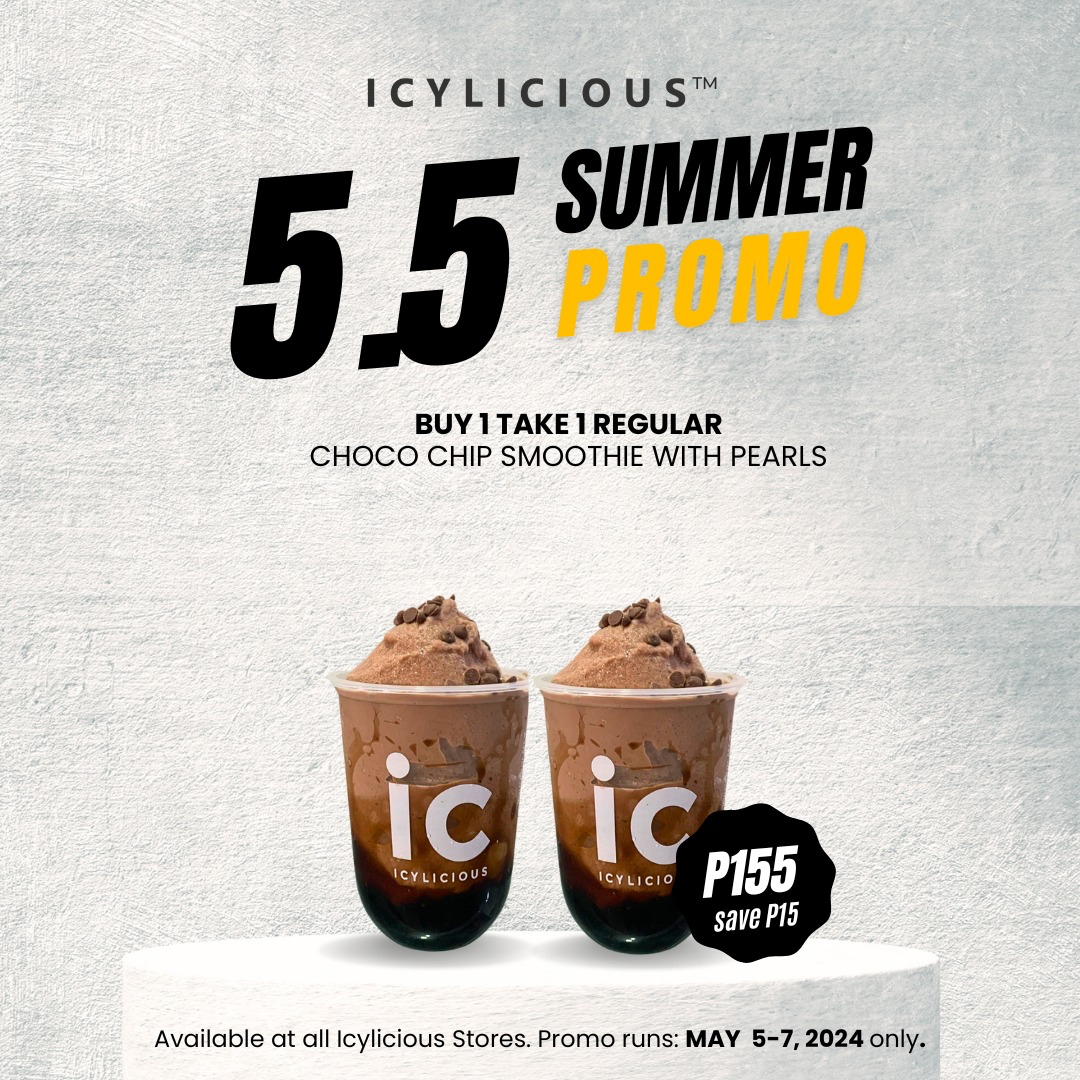 ICYLICIOUS™
5.5 SUMMER
PROMO
BUY 1 TAKE 1 REGULAR
CHOCO CHIP SMOOTHIE WITH PEARLS
ic
ICYLICIOUS
ic
ICYLICIO
P155
save P15
Available at all Icylicious Stores. Promo runs: MAY 5-7, 2024 only.